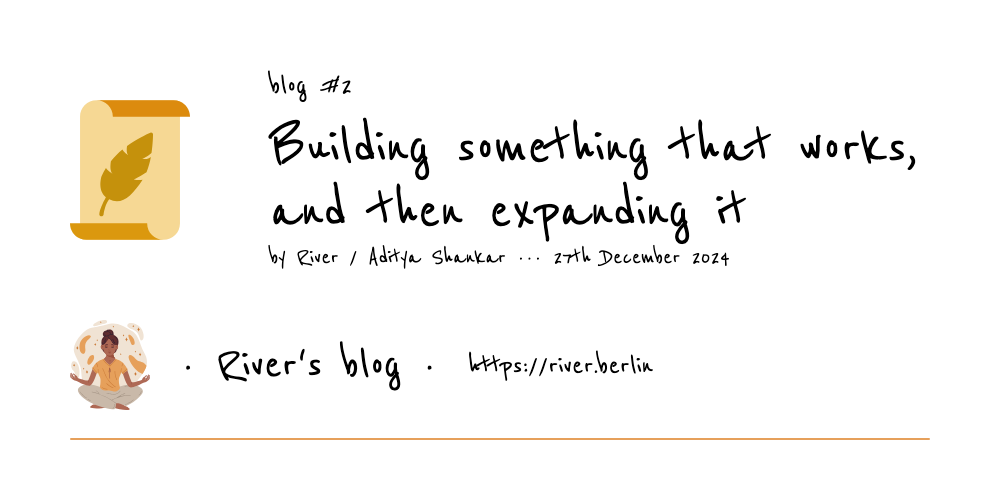 blog #2
Building something that works,
and then expanding it
by River / Aditya Shankar ... 27th December 2024
· River's blog · https://river.berlin